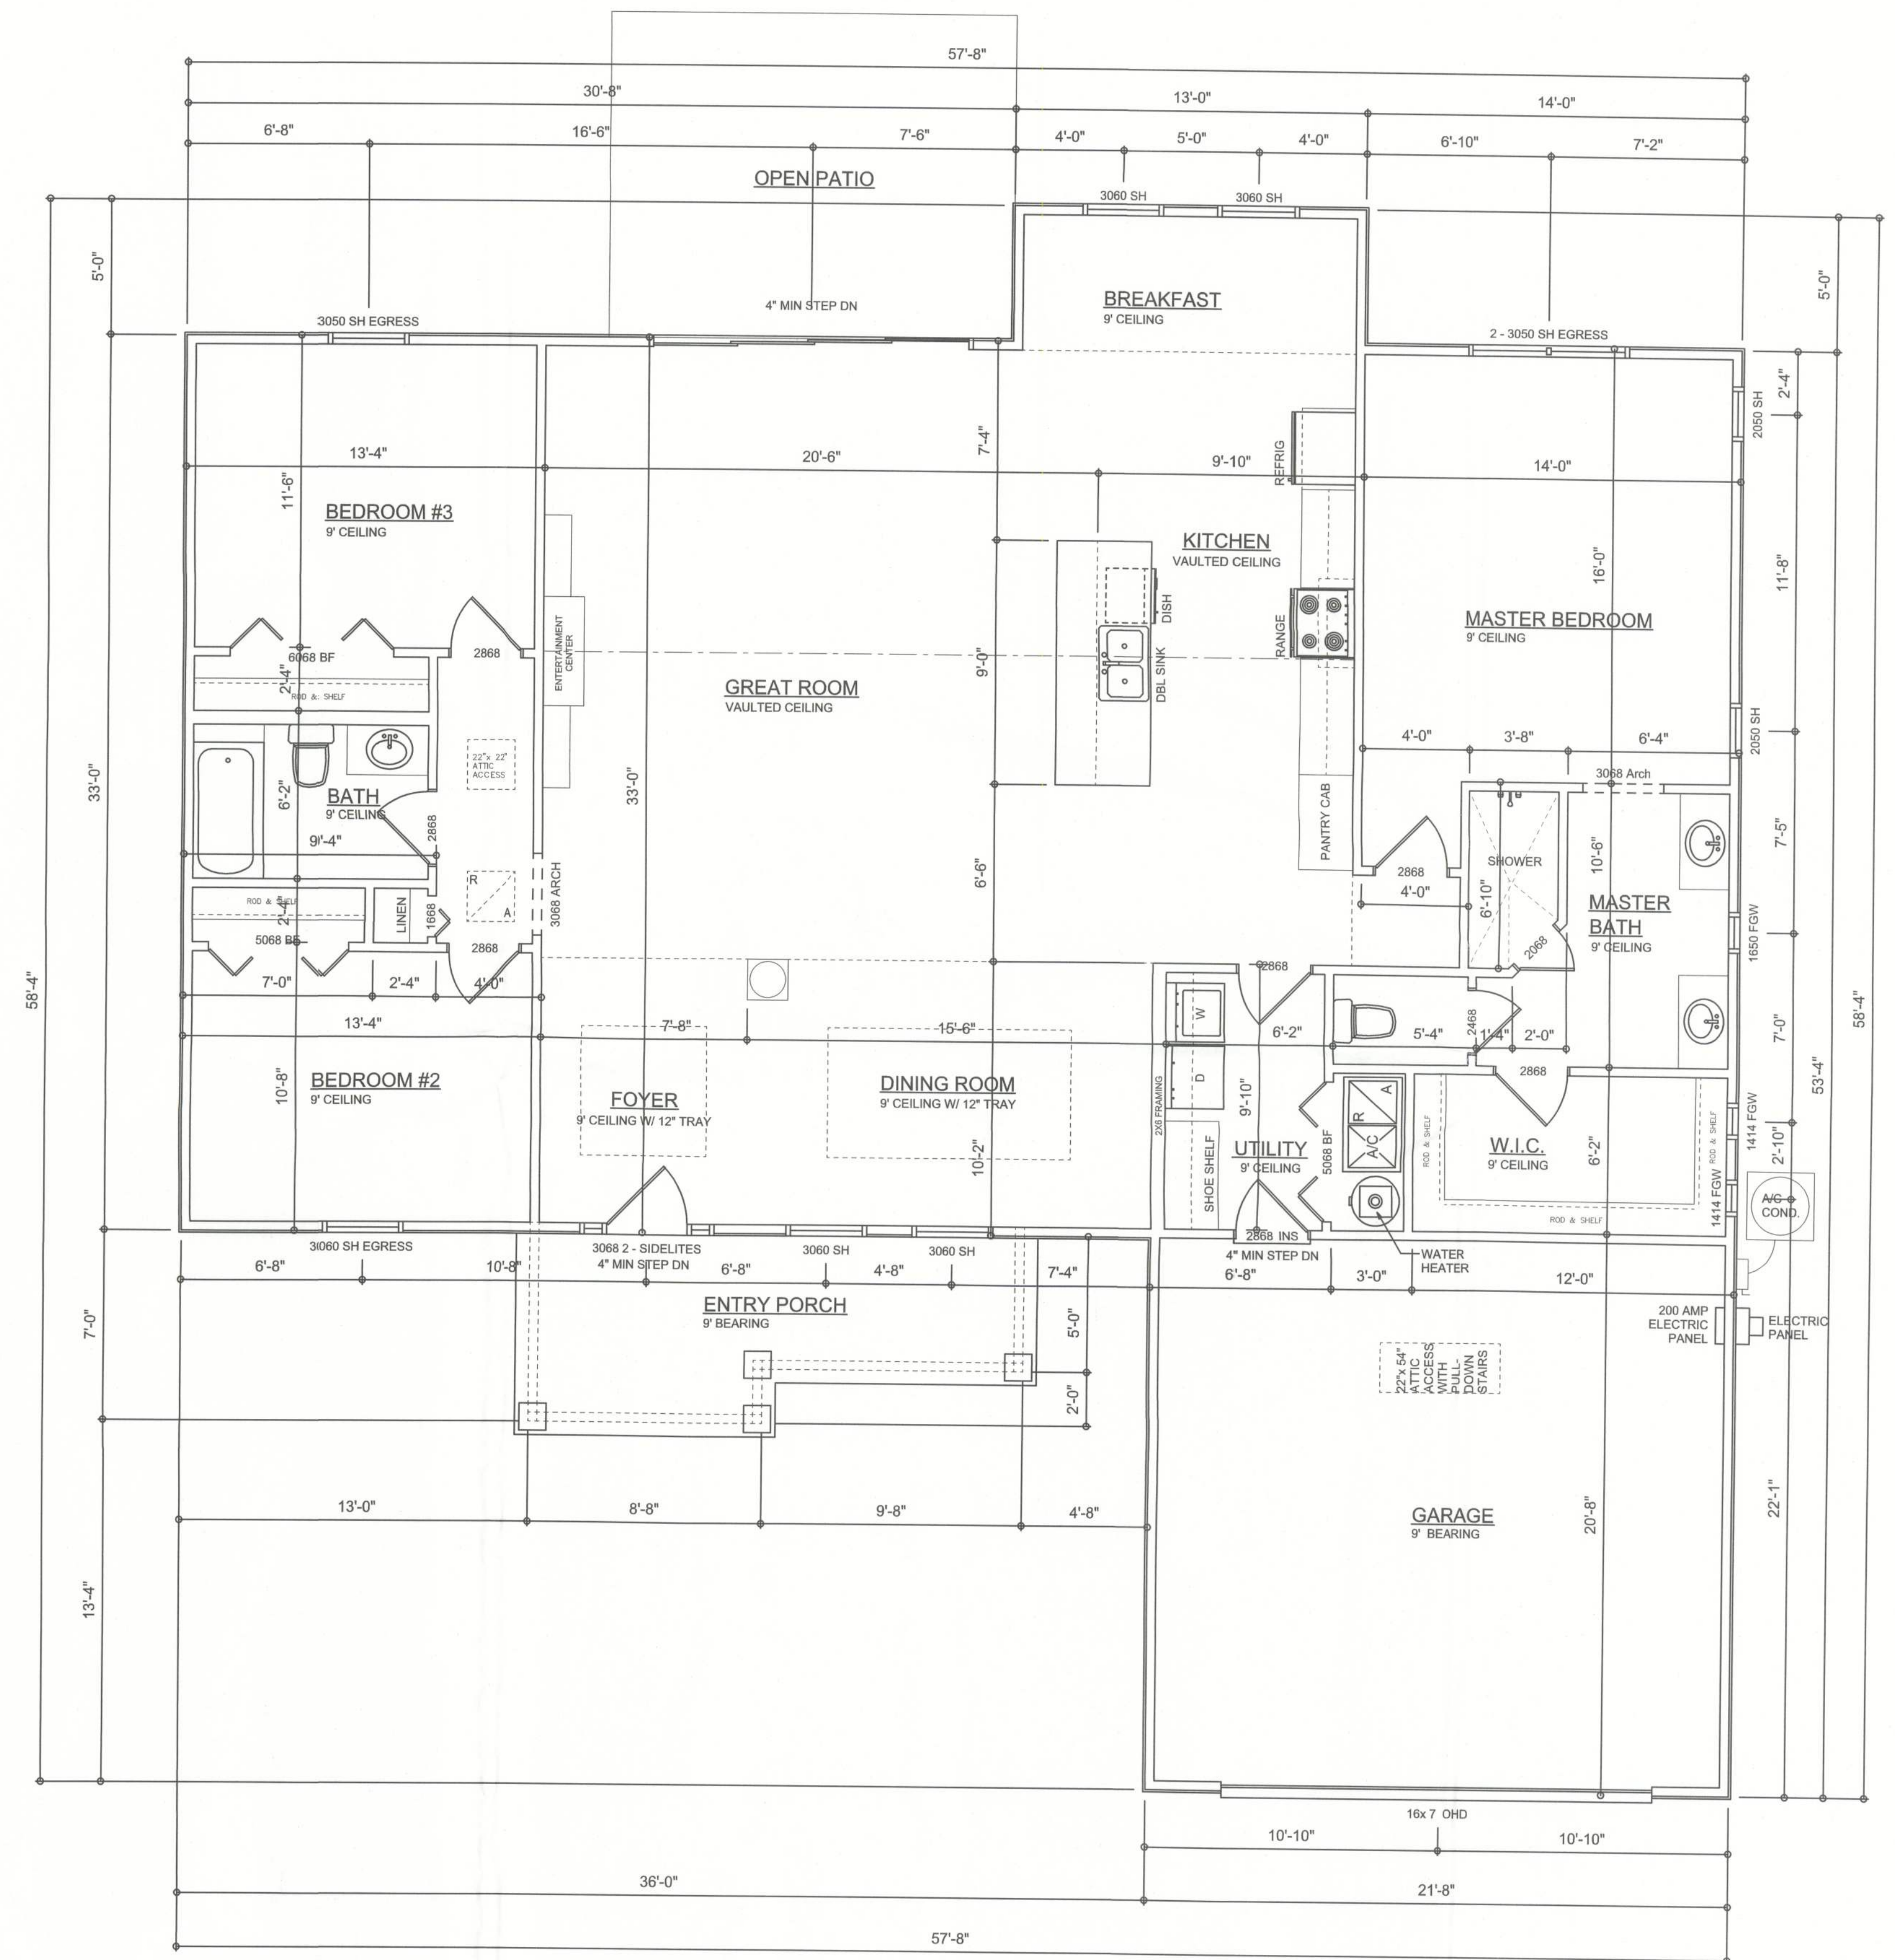 57'-8"
30'-8" 13'-0" 14'-0"
6'-8" 16'-6" 7'-6" 4'-0" 5'-0" 4'-0" 6'-10" 7'-2"
OPEN PATIO
3060 SH 3060 SH
5'-0"
5'-0"
BREAKFAST
9' CEILING
4" MIN STEP DN
3050 SH EGRESS
2 - 3050 SH EGRESS
2'-4"
2050 SH
7'-4"
13'-4" 20'-6" 9'-10" 14'-0"
REFRIG
11'-6"
BEDROOM #3
9' CEILING
KITCHEN
VAULTED CEILING
16'-0"
11'-8"
DISH
RANGE
MASTER BEDROOM
9' CEILING
6068 BF
2868
ENTERTAINMENT
CENTER
9'-0"
DBL SINK
2'-4"
ROD & SHELF
GREAT ROOM
VAULTED CEILING
2050 SH
4'-0" 3'-8" 6'-4"
22"x 22"
ATTIC
ACCESS
33'-0"
33'-0"
3068 Arch
6'-2"
BATH
9' CEILING
9'-4"
2868
PANTRY CAB
7'-5"
SHOWER
10'-6"
2868
4'-0"
6'-10"
6'-6"
R
A
3068 ARCH
ROD & SHELF
2'-4"
LINEN
1668
MASTER
BATH
9' CEILING
1650 FGW
2068
5068 BF
2868
2868
58'-4"
58'-4"
7'-0" 2'-4" 4'-0"
W
13'-4" 7'-8" 15'-6" 6'-2" 5'-4" 2468 1'-4" 2'-0"
7'-0"
2868
53'-4"
10'-8"
BEDROOM #2
9' CEILING
FOYER
9' CEILING W/ 12" TRAY
DINING ROOM
9' CEILING W/ 12" TRAY
2X6 FRAMING
D
9'-10"
R
A
A/C
5068 BF
ROD & SHELF
ROD & SHELF
1414 FGW
2'-10"
10'-2"
SHOE SHELF
UTILITY
9' CEILING
W.I.C.
9' CEILING
6'-2"
1414 FGW
A/C
COND.
ROD & SHELF
3060 SH EGRESS
3068 2 - SIDELITES
4" MIN STEP DN
3060 SH 3060 SH
2868 INS
4" MIN STEP DN
WATER
HEATER
6'-8" 10'-8" 6'-8" 4'-8" 7'-4" 6'-8" 3'-0" 12'-0"
ENTRY PORCH
9' BEARING
7'-0"
5'-0"
2'-0"
200 AMP
ELECTRIC
PANEL
ELECTRIC
PANEL
22"x 54"
ATTIC
ACCESS
WITH
PULL-
DOWN
STAIRS
13'-0" 8'-8" 9'-8" 4'-8"
GARAGE
9' BEARING
20'-8"
22'-1"
13'-4"
16x 7 OHD
10'-10" 10'-10"
36'-0" 21'-8"
57'-8"